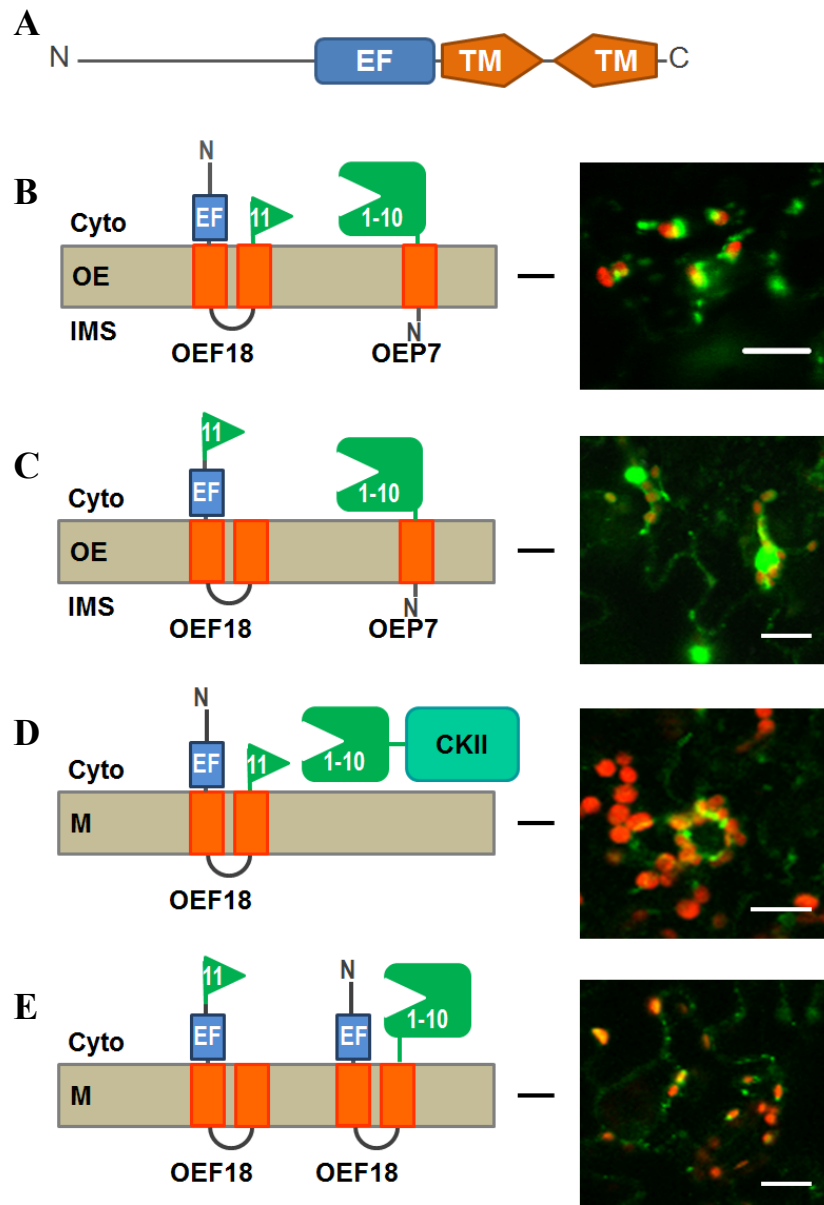 A
N EF TM TM C
B
N
EF 11 1-10
Cyto
OE
IMS
OEF18 N OEP7
C
11
EF 1-10
Cyto
OE
IMS
OEF18 N OEP7
D
N
EF 11 1-10 CKII
Cyto
M
OEF18
E
11 N
EF EF 1-10
Cyto
M
OEF18 OEF18